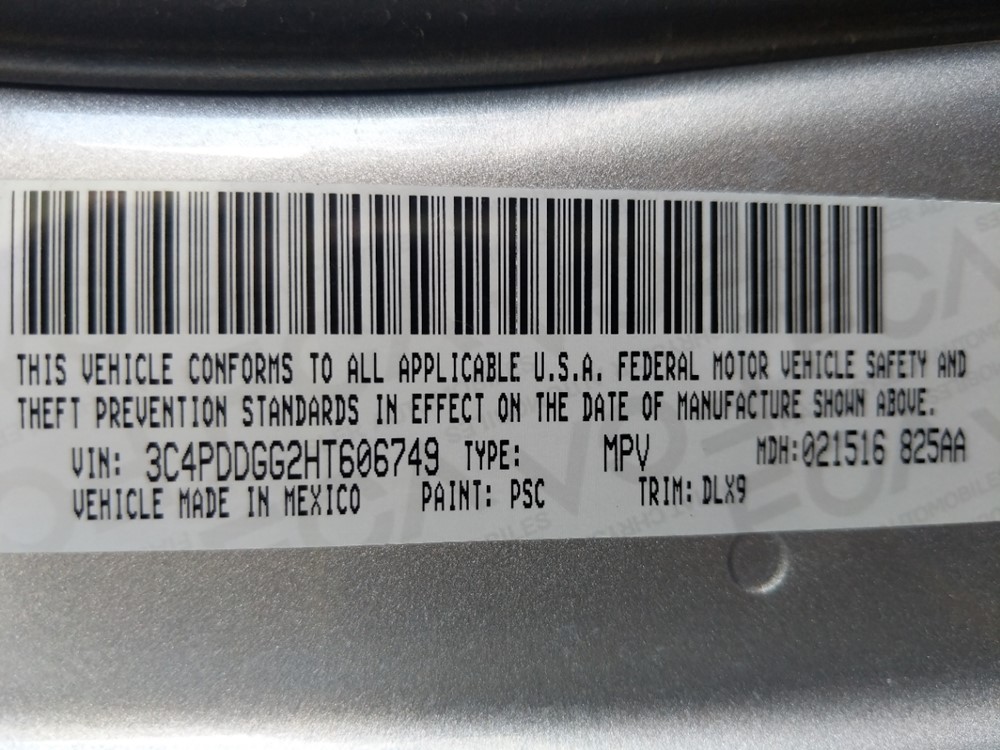 THIS VEHICLE CONFORMS TO ALL APPLICABLE U.S.A. FEDERAL MOTOR VEHICLE SAFETY AND
THEFT PREVENTION STANDARDS IN EFFECT ON THE DATE OF MANUFACTURE SHOWN ABOVE.
VIN: 3C4PDDGG2HT606749 TYPE: MPV MDH:021516 825AA
VEHICLE MADE IN MEXICO PAINT: PSC TRIM: DLX9